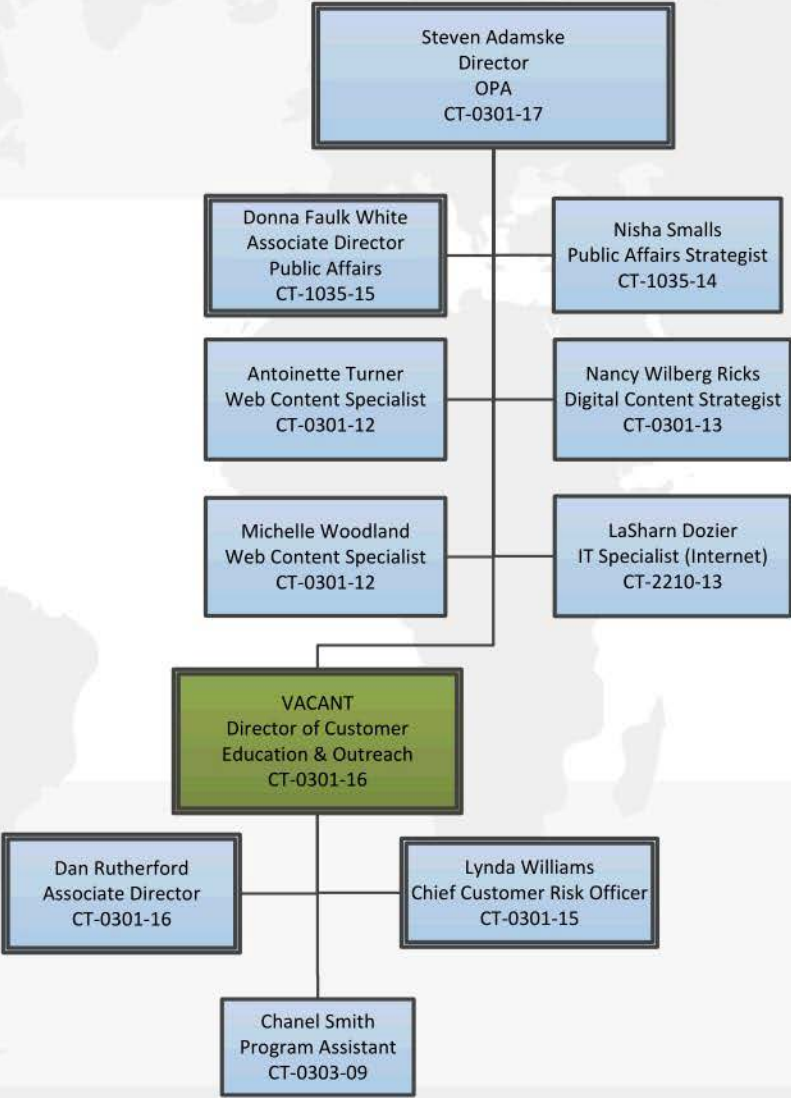 Steven Adamske
Director
OPA
CT-0301-17
Donna Faulk White
Associate Director
Public Affairs
CT-1035-15
Nisha Smalls
Public Affairs Strategist
CT-1035-14
Antoinette Turner
Web Content Specialist
CT-0301-12
Nancy Wilberg Ricks
Digital Content Strategist
CT-0301-13
Michelle Woodland
Web Content Specialist
CT-0301-12
LaSharn Dozier
IT Specialist (Internet)
CT-2210-13
VACANT
Director of Customer
Education & Outreach
CT-0301-16
Dan Rutherford
Associate Director
CT-0301-16
Lynda Williams
Chief Customer Risk Officer
CT-0301-15
Chanel Smith
Program Assistant
CT-0303-09